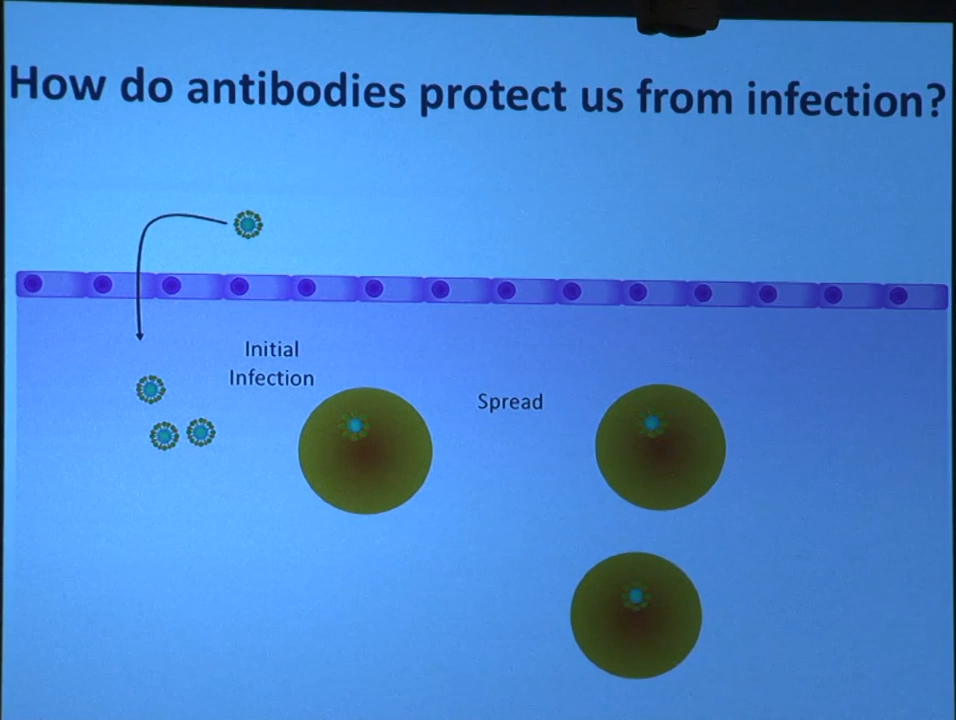 How do antibodies protect us from infection?
Initial
Infection
Spread